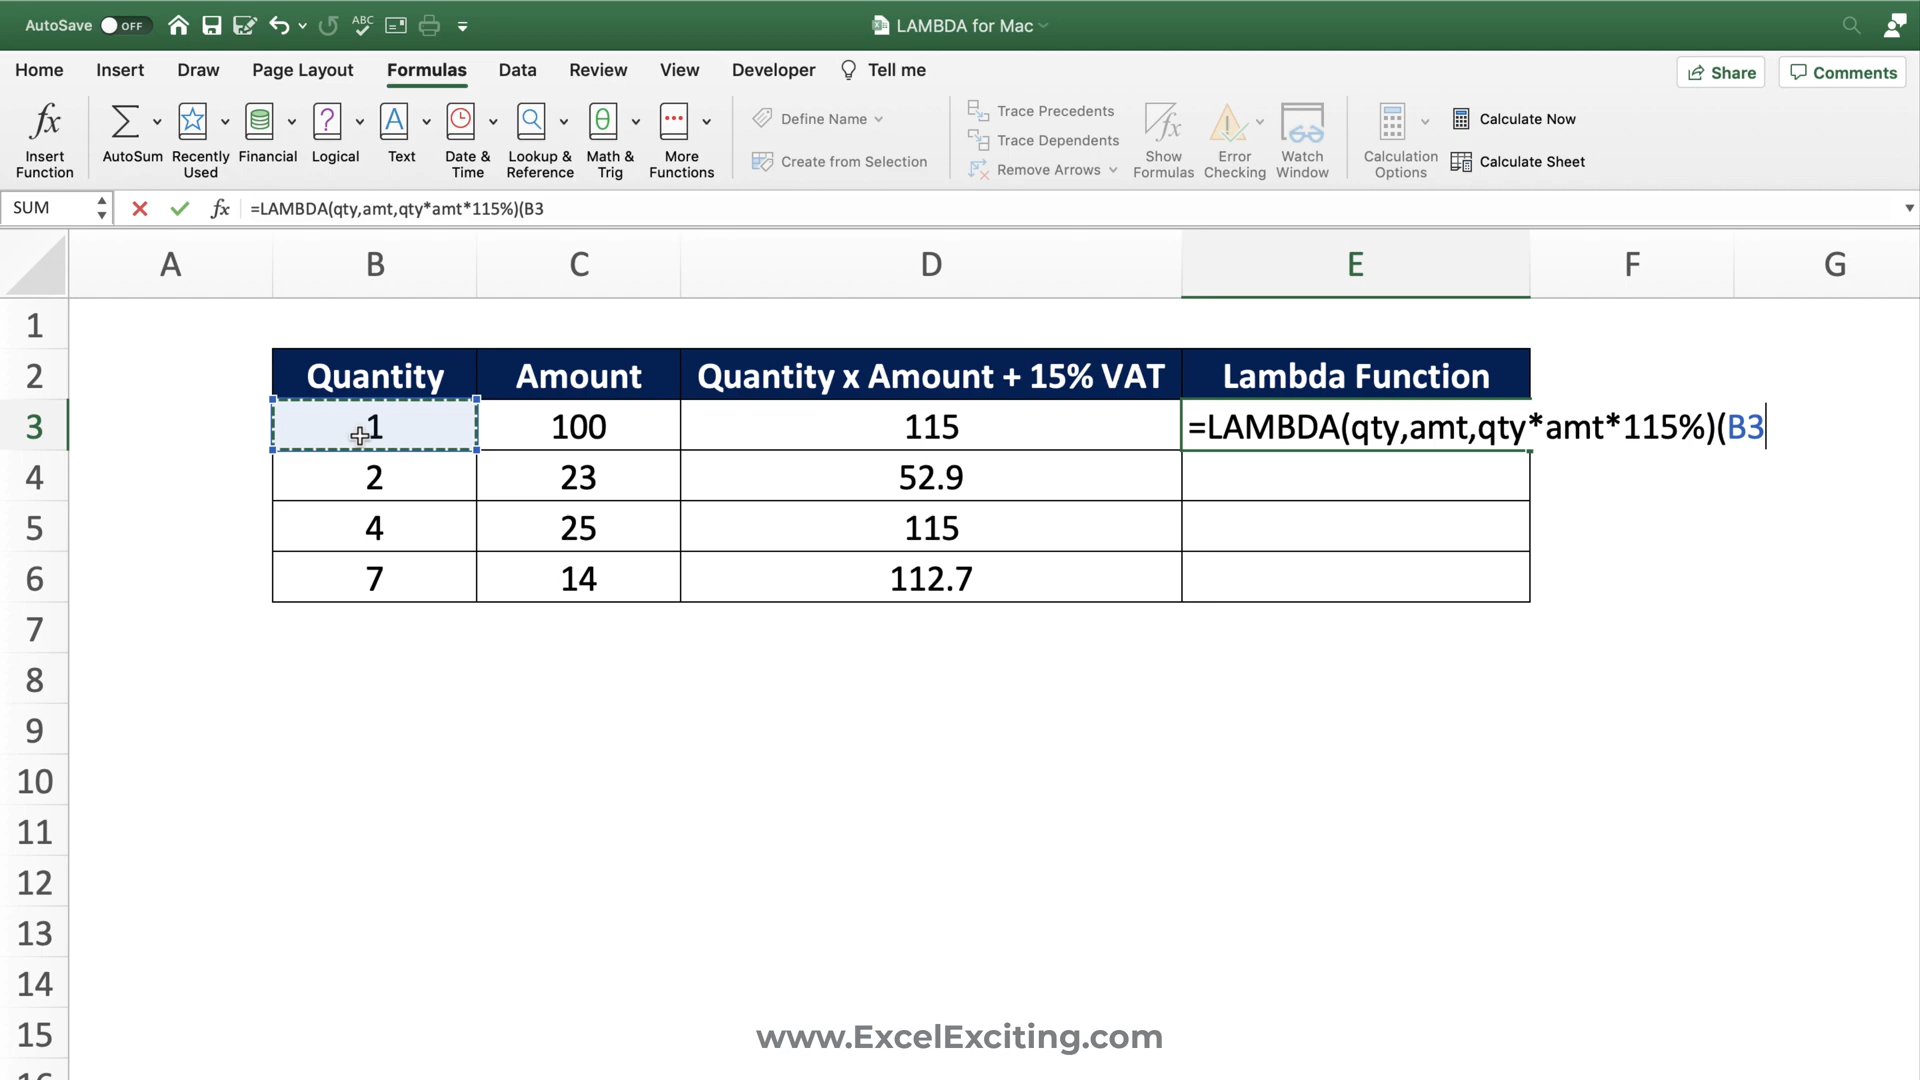 AutoSave OFF ABC LAMBDA for Mac
Home Insert Draw Page Layout Formulas Data Review View Developer Tell me Share Comments
Insert Function AutoSum Recently Used Financial Logical Text Date & Time Lookup & Reference Math & Trig More Functions
Define Name
Create from Selection
Trace Precedents
Trace Dependents
Remove Arrows
Show Formulas Error Checking Watch Window Calculation Options
Calculate Now
Calculate Sheet
SUM fx =LAMBDA(qty,amt,qty*amt*115%)(B3
A B C D E F G
1
2 Quantity Amount Quantity x Amount + 15% VAT Lambda Function
3 1 100 115 =LAMBDA(qty,amt,qty*amt*115%)(B3
4 2 23 52.9
5 4 25 115
6 7 14 112.7
7
8
9
10
11
12
13
14
15
www.ExcelExciting.com